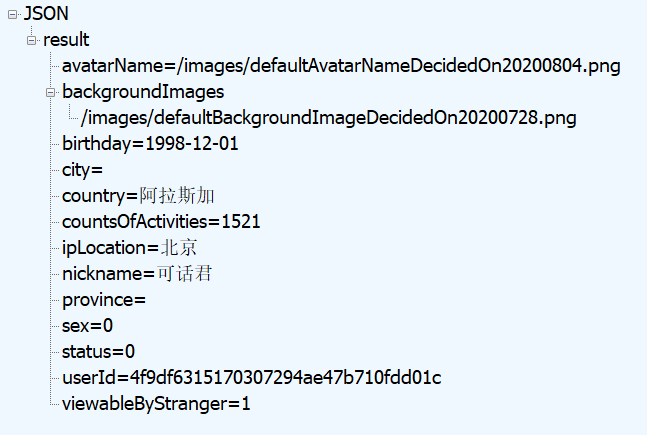 JSON
result
avatarName=/images/defaultAvatarNameDecidedOn20200804.png
backgroundImages
/images/defaultBackgroundImageDecidedOn20200728.png
birthday=1998-12-01
city=
country=阿拉斯加
countsOfActivities=1521
ipLocation=北京
nickname=可话君
province=
sex=0
status=0
userId=4f9df6315170307294ae47b710fdd01c
viewableByStranger=1